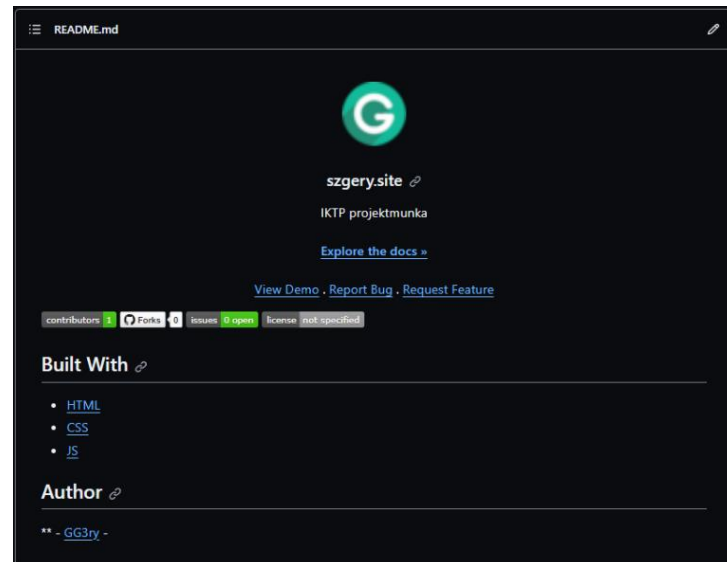 README.md
G
szgery.site
IKTP projektmunka
Explore the docs »
View Demo . Report Bug . Request Feature
contributors 1 Forks 0 issues 0 open license not specified
Built With
• HTML
• CSS
• JS
Author
** - GG3ry -